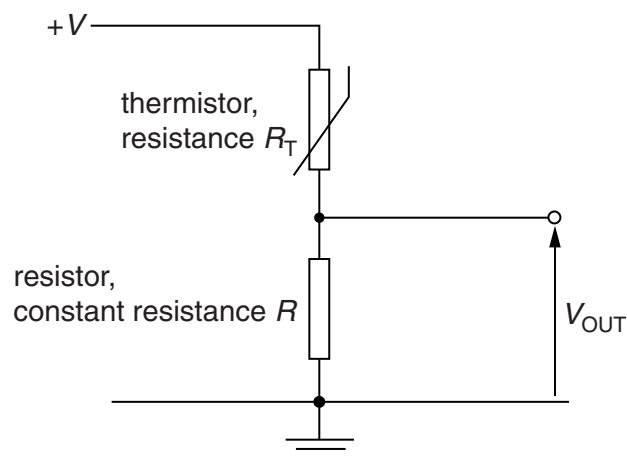 +V
thermistor,
resistance R_T
resistor,
constant resistance R
V_OUT